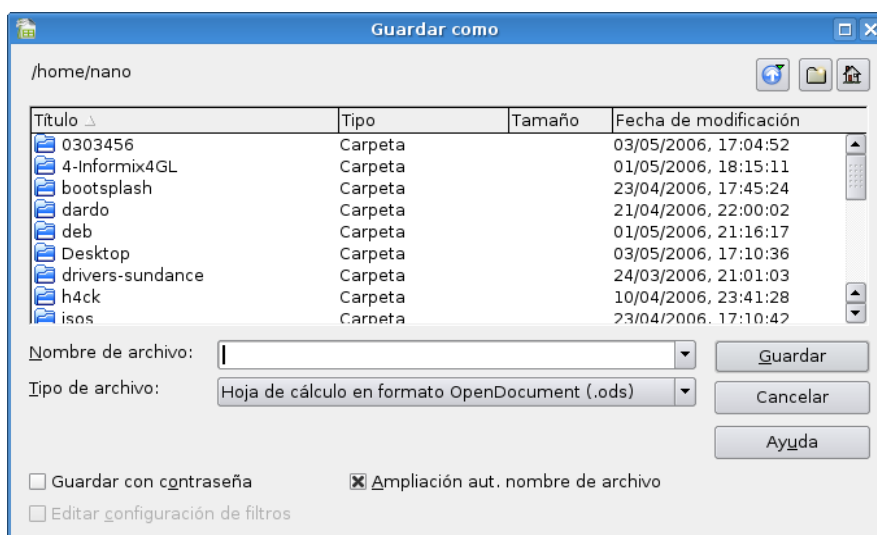 Guardar como
/home/nano
Título Tipo Tamaño Fecha de modificación
0303456 Carpeta 03/05/2006, 17:04:52
4-Informix4GL Carpeta 01/05/2006, 18:15:11
bootsplash Carpeta 23/04/2006, 17:45:24
dardo Carpeta 21/04/2006, 22:00:02
deb Carpeta 01/05/2006, 21:16:17
Desktop Carpeta 03/05/2006, 17:10:36
drivers-sundance Carpeta 24/03/2006, 21:01:03
h4ck Carpeta 10/04/2006, 23:41:28
isos Carpeta 23/04/2006, 17:10:42
Nombre de archivo: Guardar
Tipo de archivo: Hoja de cálculo en formato OpenDocument (.ods) Cancelar
Ayuda
Guardar con contraseña Ampliación aut. nombre de archivo
Editar configuración de filtros